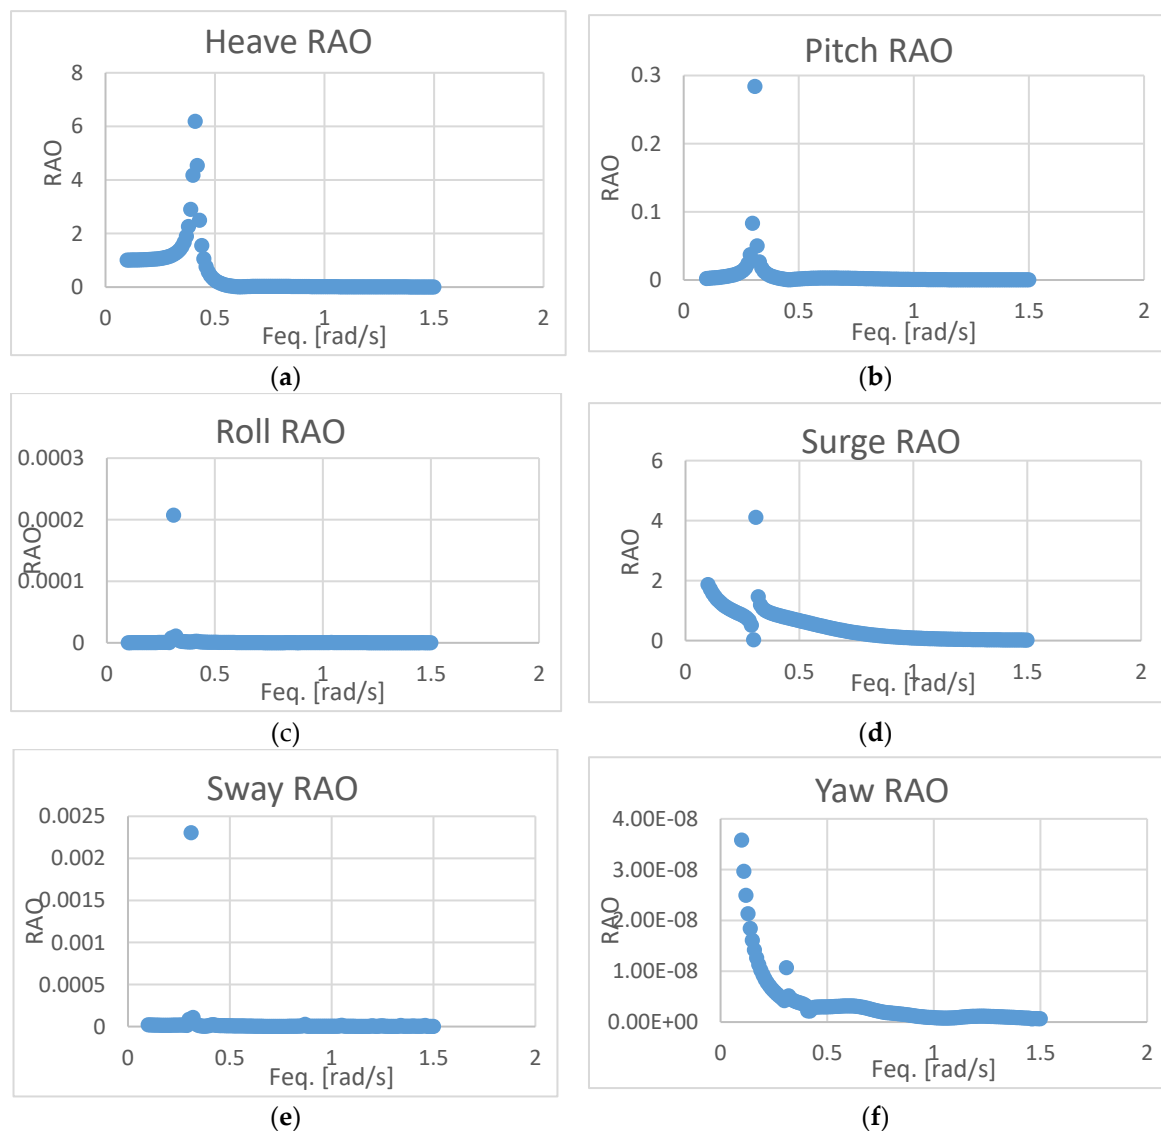 Heave RAO
8
6
4
2
0
0
0.5
1
1.5
2
RAO
Feq. [rad/s]
(a)
Pitch RAO
0.3
0.2
0.1
0
0
0.5
1
1.5
2
RAO
Feq. [rad/s]
(b)
Roll RAO
0.0003
0.0002
0.0001
0
0
0.5
1
1.5
2
RAO
Feq. [rad/s]
(c)
Surge RAO
6
4
2
0
0
0.5
1
1.5
2
RAO
Feq. [rad/s]
(d)
Sway RAO
0.0025
0.002
0.0015
0.001
0.0005
0
0
0.5
1
1.5
2
RAO
Feq. [rad/s]
(e)
Yaw RAO
4.00E-08
3.00E-08
2.00E-08
1.00E-08
0.00E+00
0
0.5
1
1.5
2
RAO
Feq. [rad/s]
(f)